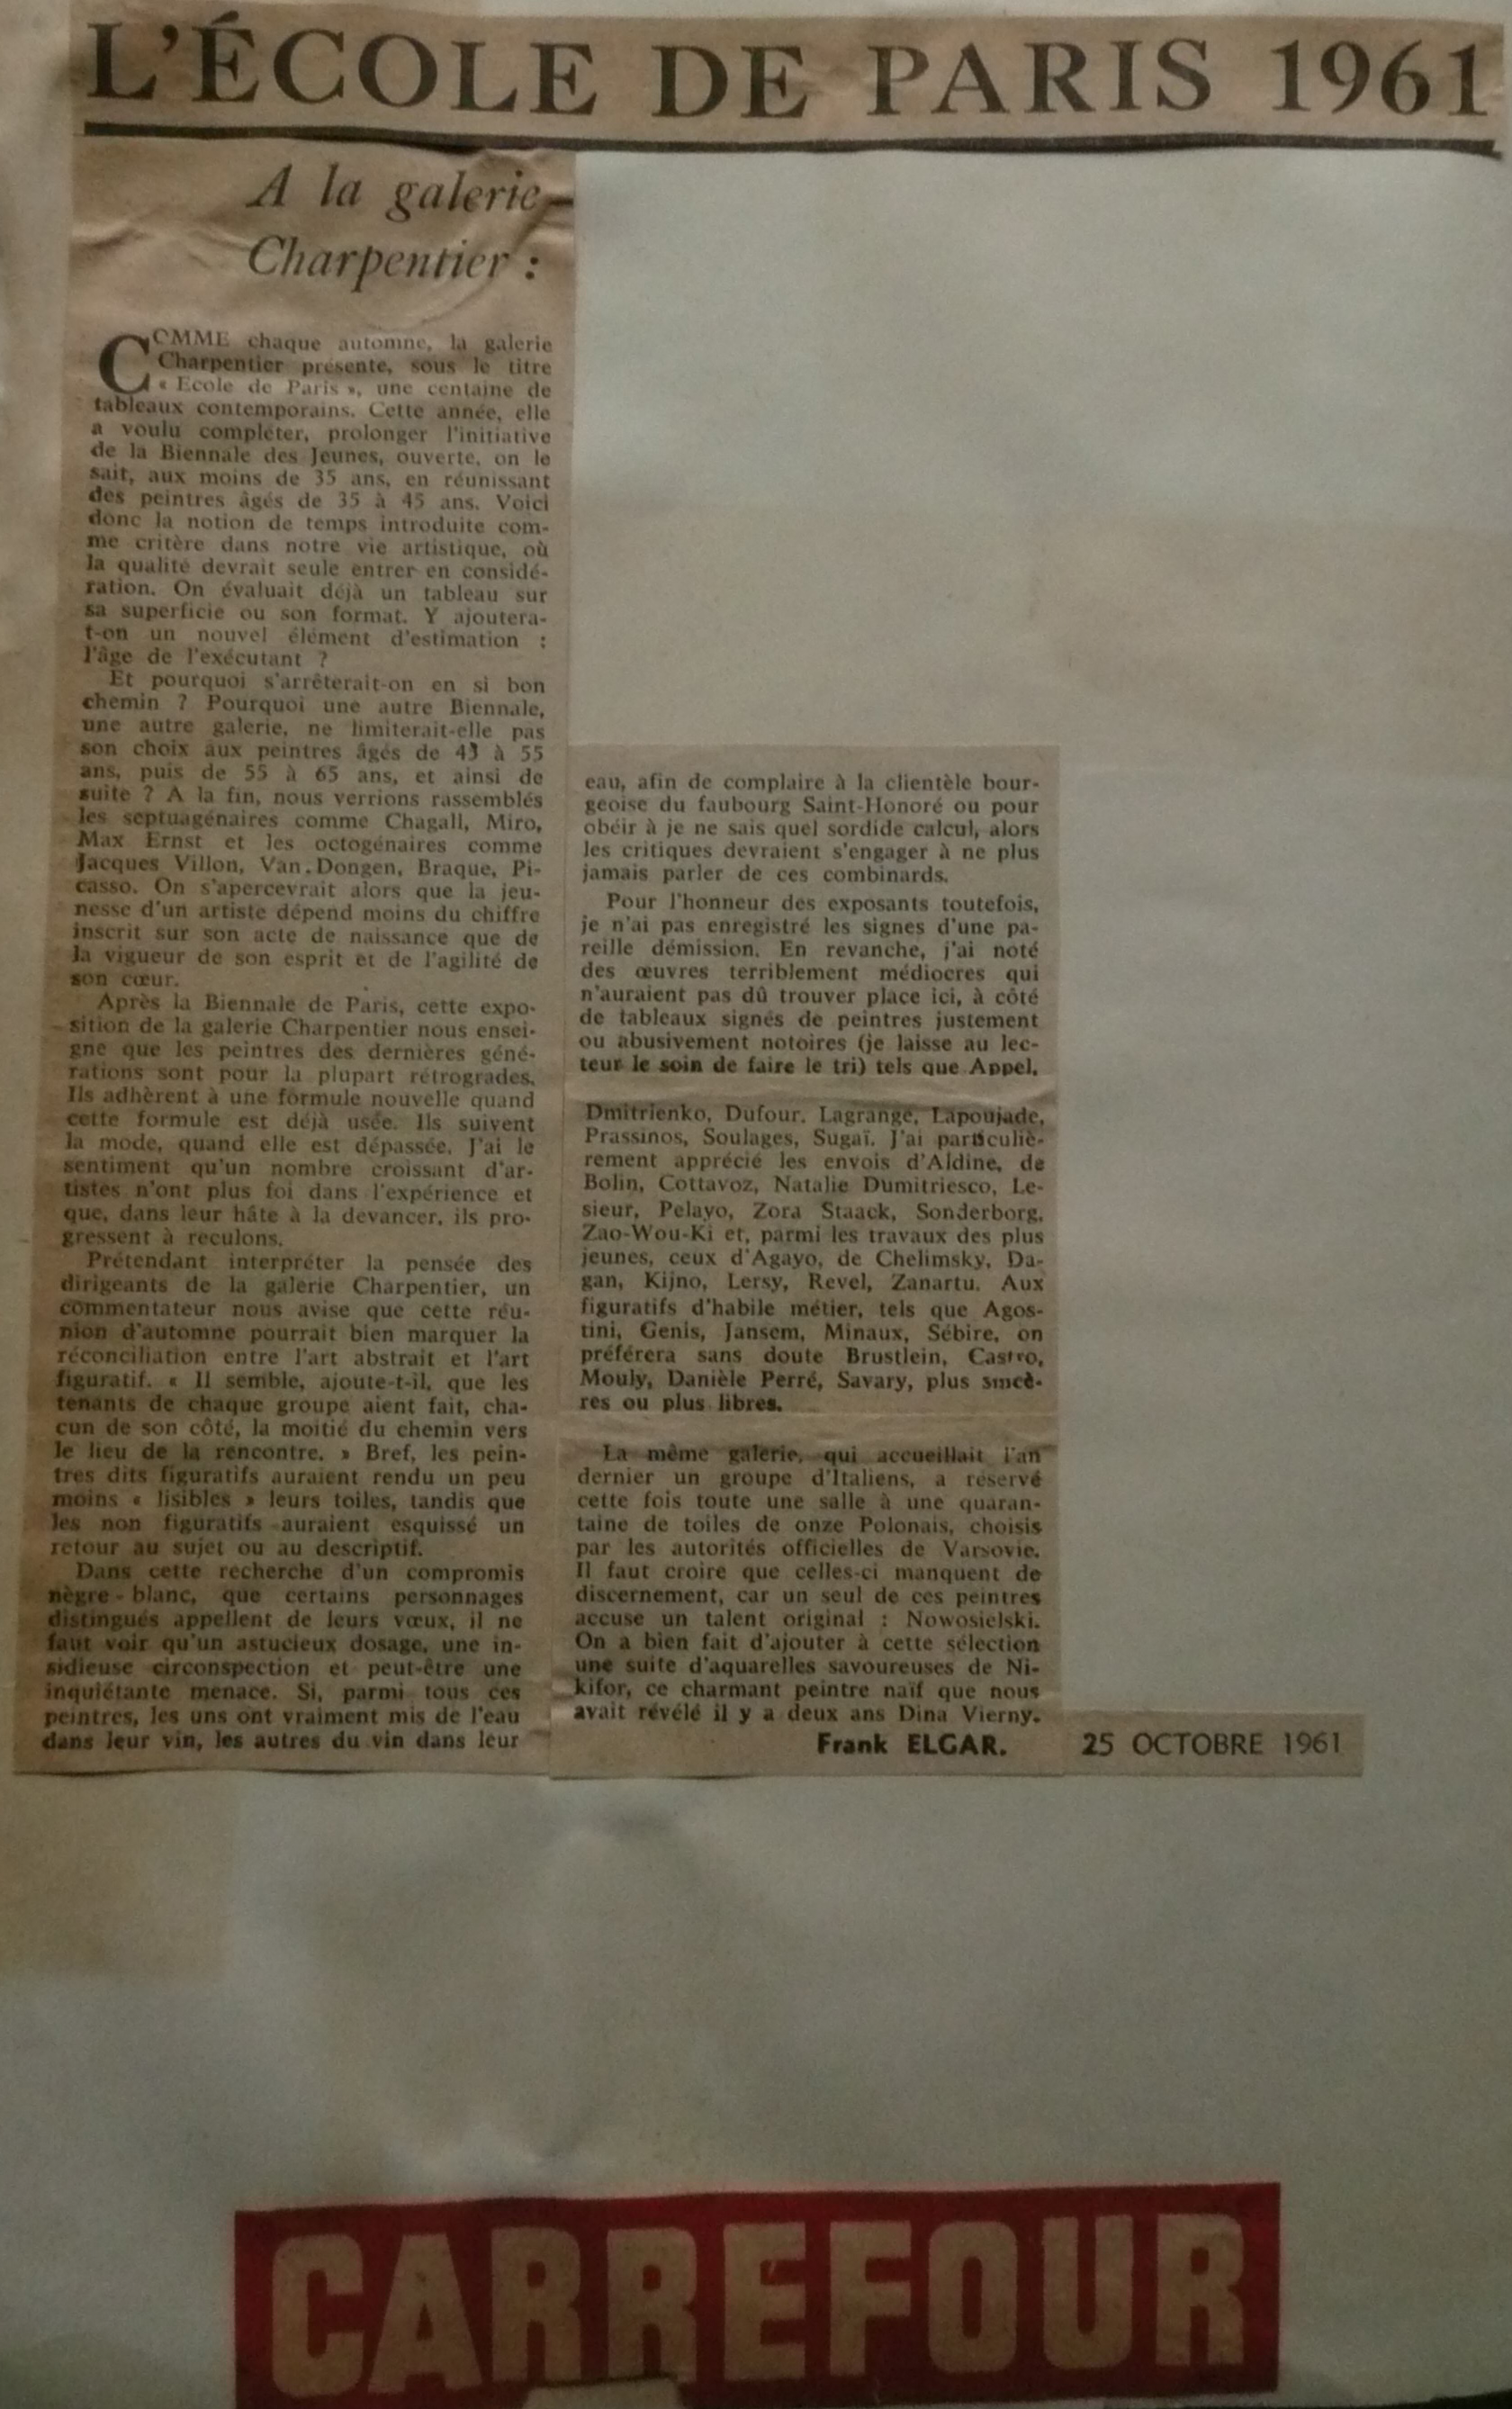 L'ÉCOLE DE PARIS 1961
A la galerie
Charpentier :
COMME chaque automne, la galerie
Charpentier présente, sous le titre
« Ecole de Paris », une centaine de
tableaux contemporains. Cette année, elle
a voulu compléter, prolonger l'initiative
de la Biennale des Jeunes, ouverte, on le
sait, aux moins de 35 ans, en réunissant
des peintres âgés de 35 à 45 ans. Voici
donc la notion de temps introduite com-
me critère dans notre vie artistique, où
la qualité devrait seule entrer en considé-
ration. On évaluait déjà un tableau sur
sa superficie ou son format. Y ajoutera-
t-on un nouvel élément d'estimation :
l'âge de l'exécutant ?
Et pourquoi s'arrêterait-on en si bon
chemin ? Pourquoi une autre Biennale,
une autre galerie, ne limiterait-elle pas
son choix aux peintres âgés de 45 à 55
ans, puis de 55 à 65 ans, et ainsi de
suite ? A la fin, nous verrions rassemblés
les septuagénaires comme Chagall, Miro,
Max Ernst et les octogénaires comme
Jacques Villon, Van Dongen, Braque, Pi-
casso. On s'apercevrait alors que la jeu-
nesse d'un artiste dépend moins du chiffre
inscrit sur son acte de naissance que de
la vigueur de son esprit et de l'agilité de
son cœur.
Après la Biennale de Paris, cette expo-
sition de la galerie Charpentier nous ensei-
gne que les peintres des dernières géné-
rations sont pour la plupart rétrogrades.
Ils adhèrent à une formule nouvelle quand
cette formule est déjà usée. Ils suivent
la mode, quand elle est dépassée. J'ai le
sentiment qu'un nombre croissant d'ar-
tistes n'ont plus foi dans l'expérience et
que, dans leur hâte à la devancer, ils pro-
gressent à reculons.
Prétendant interpréter la pensée des
dirigeants de la galerie Charpentier, un
commentateur nous avise que cette réu-
nion d'automne pourrait bien marquer la
réconciliation entre l'art abstrait et l'art
figuratif. « Il semble, ajoute-t-il, que les
tenants de chaque groupe aient fait, cha-
cun de son côté, la moitié du chemin vers
le lieu de la rencontre. » Bref, les pein-
tres dits figuratifs auraient rendu un peu
moins « lisibles » leurs toiles, tandis que
les non figuratifs auraient esquissé un
retour au sujet ou au descriptif.
Dans cette recherche d'un compromis
nègre-blanc, que certains personnages
distingués appellent de leurs vœux, il ne
faut voir qu'un astucieux dosage, une in-
sidieuse circonspection et peut-être une
inquiétante menace. Si, parmi tous ces
peintres, les uns ont vraiment mis de l'eau
dans leur vin, les autres du vin dans leur
eau, afin de complaire à la clientèle bour-
geoise du faubourg Saint-Honoré ou pour
obéir à je ne sais quel sordide calcul, alors
les critiques devraient s'engager à ne plus
jamais parler de ces combinards.
Pour l'honneur des exposants toutefois,
je n'ai pas enregistré les signes d'une pa-
reille démission. En revanche, j'ai noté
des œuvres terriblement médiocres qui
n'auraient pas dû trouver place ici, à côté
de tableaux signés de peintres justement
ou abusivement notoires (je laisse au lec-
teur le soin de faire le tri) tels que Appel,
Dmitrienko, Dufour, Lagrange, Lapoujade,
Prassinos, Soulages, Sugaï. J'ai particuliè-
rement apprécié les envois d'Aldine, de
Bolin, Cottavoz, Natalie Dumitriesco, Le-
sieur, Pelayo, Zora Staack, Sonderborg,
Zao-Wou-Ki et, parmi les travaux des plus
jeunes, ceux d'Agayo, de Chelimsky, Da-
gan, Kijno, Lersy, Revel, Zanartu. Aux
figuratifs d'habile métier, tels que Agos-
tini, Genis, Jansem, Minaux, Sébire, on
préférera sans doute Brustlein, Castro,
Mouly, Danièle Perré, Savary, plus sincè-
res ou plus libres.
La même galerie, qui accueillait l'an
dernier un groupe d'Italiens, a réservé
cette fois toute une salle à une quaran-
taine de toiles de onze Polonais, choisis
par les autorités officielles de Varsovie.
Il faut croire que celles-ci manquent de
discernement, car un seul de ces peintres
accuse un talent original : Nowosielski.
On a bien fait d'ajouter à cette sélection
une suite d'aquarelles savoureuses de Ni-
kifor, ce charmant peintre naïf que nous
avait révélé il y a deux ans Dina Vierny.
Frank ELGAR.
25 OCTOBRE 1961
CARREFOUR